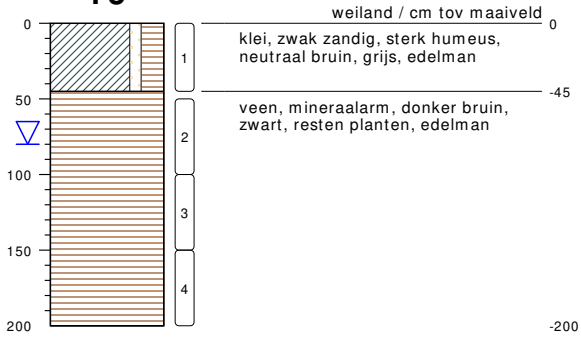 weiland / cm tov maaiveld
0
0
klei, zwak zandig, sterk humeus,
neutraal bruin, grijs, edelman
1
50
-45
veen, mineraalarm, donker bruin,
zwart, resten planten, edelman
2
100
3
150
4
200
-200